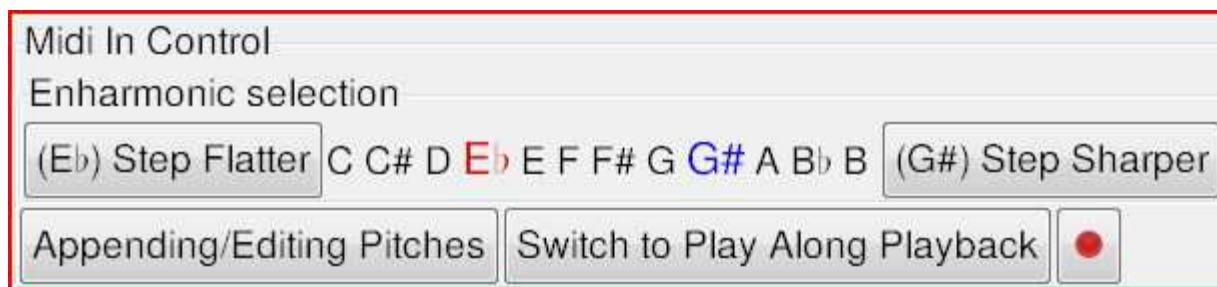 Midi In Control
Enharmonic selection
(E♭) Step Flatter C C# D E♭ E F F# G G# A B♭ B (G#) Step Sharper
Appending/Editing Pitches Switch to Play Along Playback